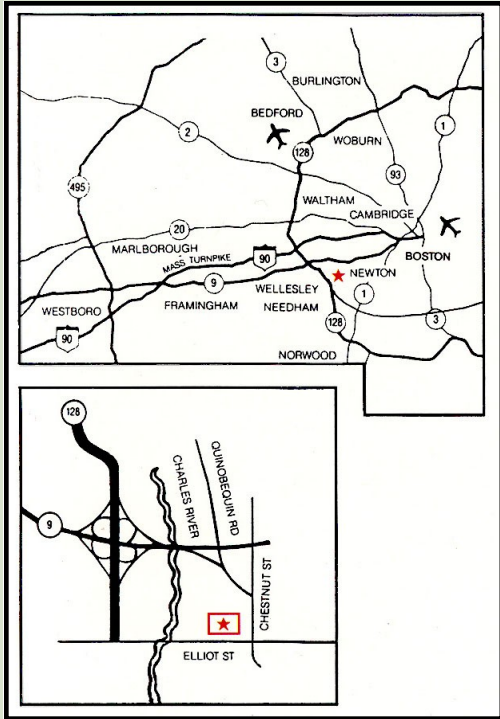 3
BURLINGTON
BEDFORD
2
1
128
WOBURN
93
495
WALTHAM
CAMBRIDGE
20
MARLBOROUGH
MASS TURNPIKE
90
BOSTON
9
NEWTON
WELLESLEY
1
WESTBORO
FRAMINGHAM
NEEDHAM
128
3
90
NORWOOD
128
9
CHARLES RIVER
QUINOBEQUIN RD
CHESTNUT ST
ELLIOT ST